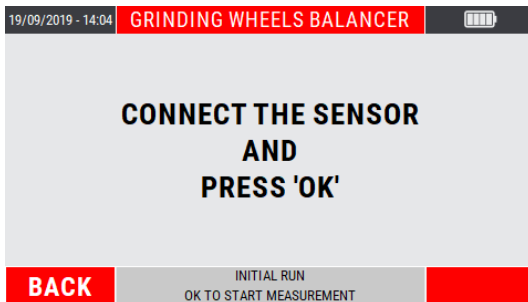 19/09/2019 - 14:04 GRINDING WHEELS BALANCER
CONNECT THE SENSOR
AND
PRESS 'OK'
BACK
INITIAL RUN
OK TO START MEASUREMENT